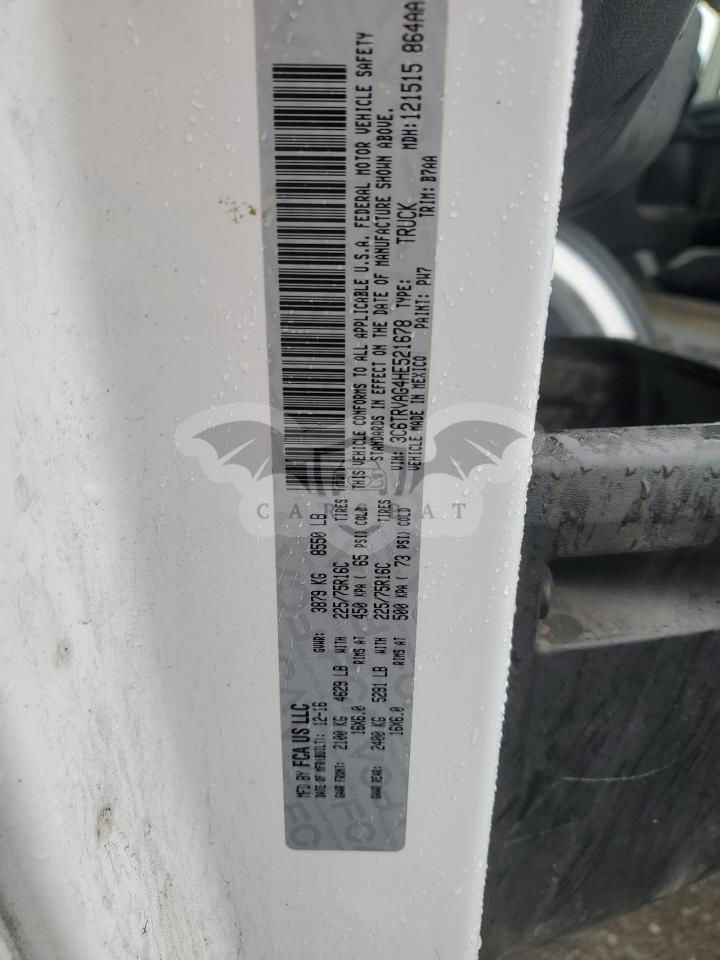 MFD BY FCA US LLC
DATE OF MFR(BUILT): 12-16 GVWR: 3879 KG 8550 LB
GAWR FRONT: 2100 KG 4629 LB WITH 225/75R16C TIRES
16X6.0 RIMS AT 450 KPA ( 65 PSI) COLD
GAWR REAR: 2400 KG 5291 LB WITH 225/75R16C TIRES
16X6.0 RIMS AT 500 KPA ( 73 PSI) COLD
THIS VEHICLE CONFORMS TO ALL APPLICABLE U.S.A. FEDERAL MOTOR VEHICLE SAFETY
STANDARDS IN EFFECT ON THE DATE OF MANUFACTURE SHOWN ABOVE.
VIN: 3C6TRVAG4HE521678 TYPE: TRUCK MDH:121515 864AA
VEHICLE MADE IN MEXICO PAINT: PW7 TRIM: B7AA